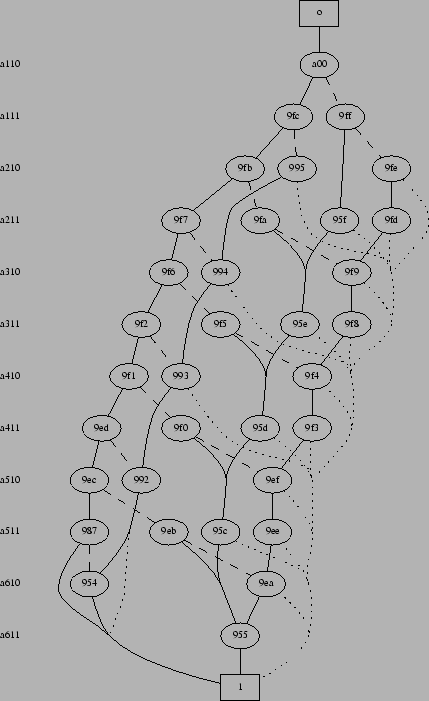 o
a110 a00
a111 9fc 9ff
a210 9fb 995 9fe
a211 9f7 9fa 95f 9fd
a310 9f6 994 9f9
a311 9f2 9f5 95e 9f8
a410 9f1 993 9f4
a411 9ed 9f0 95d 9f3
a510 9ec 992 9ef
a511 987 9eb 95c 9ee
a610 954 9ea
a611 955
1